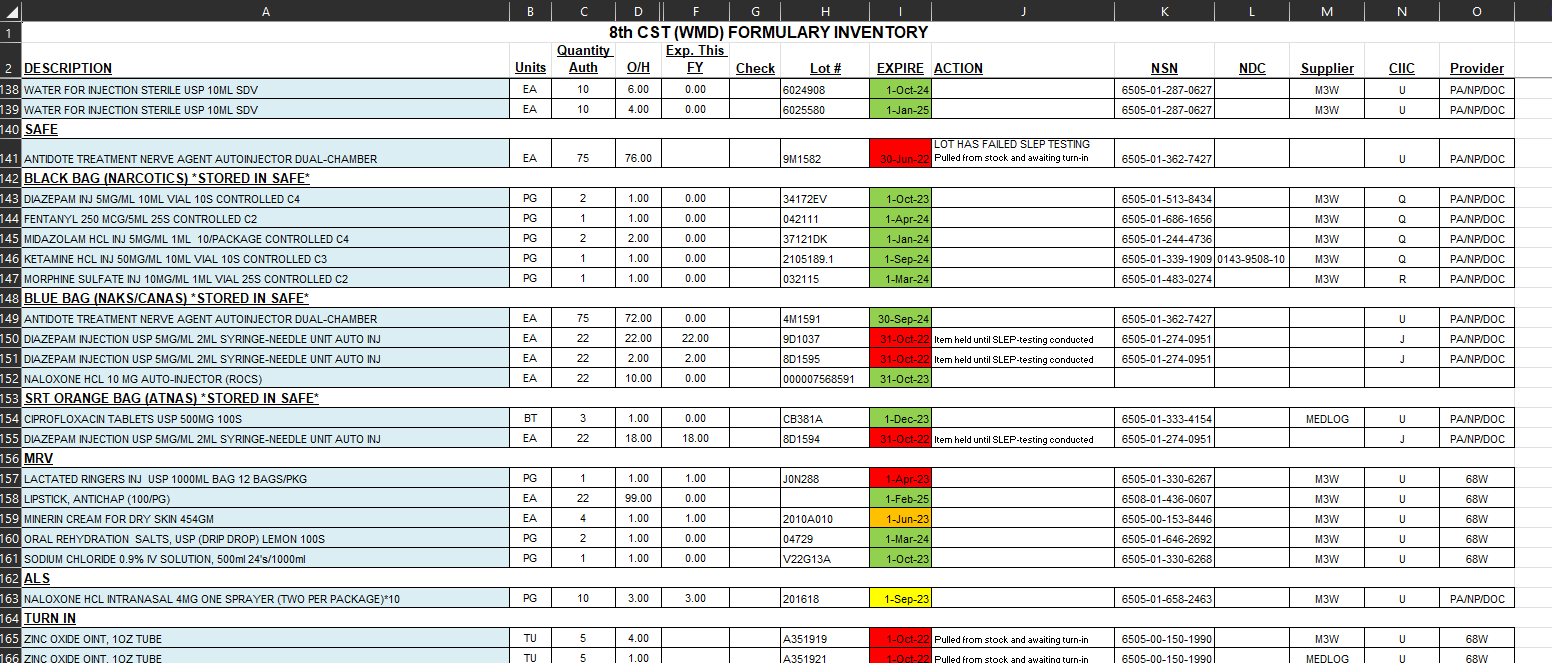 A B C D F G H I J K L M N O
1 8th CST (WMD) FORMULARY INVENTORY
Quantity Exp. This
2 DESCRIPTION Units Auth O/H FY Check Lot # EXPIRE ACTION NSN NDC Supplier CIIC Provider
138 WATER FOR INJECTION STERILE USP 10ML SDV EA 10 6.00 0.00 6024908 1-Oct-24 6505-01-287-0627 M3W U PA/NP/DOC
139 WATER FOR INJECTION STERILE USP 10ML SDV EA 10 4.00 0.00 6025580 1-Jan-25 6505-01-287-0627 M3W U PA/NP/DOC
140 SAFE
LOT HAS FAILED SLEP TESTING
141 ANTIDOTE TREATMENT NERVE AGENT AUTOINJECTOR DUAL-CHAMBER EA 75 76.00 9M1582 30-Jun-22 Pulled from stock and awaiting turn-in 6505-01-362-7427 U PA/NP/DOC
142 BLACK BAG (NARCOTICS) *STORED IN SAFE*
143 DIAZEPAM INJ 5MG/ML 10ML VIAL 10S CONTROLLED C4 PG 2 1.00 0.00 34172EV 1-Oct-23 6505-01-513-8434 M3W Q PA/NP/DOC
144 FENTANYL 250 MCG/5ML 25S CONTROLLED C2 PG 1 1.00 0.00 042111 1-Apr-24 6505-01-686-1656 M3W Q PA/NP/DOC
145 MIDAZOLAM HCL INJ 5MG/ML 1ML 10/PACKAGE CONTROLLED C4 PG 2 2.00 0.00 37121DK 1-Jan-24 6505-01-244-4736 M3W Q PA/NP/DOC
146 KETAMINE HCL INJ 50MG/ML 10ML VIAL 10S CONTROLLED C3 PG 1 1.00 0.00 2105189.1 1-Sep-24 6505-01-339-1909 0143-9508-10 M3W Q PA/NP/DOC
147 MORPHINE SULFATE INJ 10MG/ML 1ML VIAL 25S CONTROLLED C2 PG 1 1.00 0.00 032115 1-Mar-24 6505-01-483-0274 M3W R PA/NP/DOC
148 BLUE BAG (NAKS/CANAS) *STORED IN SAFE*
149 ANTIDOTE TREATMENT NERVE AGENT AUTOINJECTOR DUAL-CHAMBER EA 75 72.00 0.00 4M1591 30-Sep-24 6505-01-362-7427 U PA/NP/DOC
150 DIAZEPAM INJECTION USP 5MG/ML 2ML SYRINGE-NEEDLE UNIT AUTO INJ EA 22 22.00 22.00 9D1037 31-Oct-22 Item held until SLEP-testing conducted 6505-01-274-0951 J PA/NP/DOC
151 DIAZEPAM INJECTION USP 5MG/ML 2ML SYRINGE-NEEDLE UNIT AUTO INJ EA 22 2.00 2.00 8D1595 31-Oct-22 Item held until SLEP-testing conducted 6505-01-274-0951 J PA/NP/DOC
152 NALOXONE HCL 10 MG AUTO-INJECTOR (ROCS) EA 22 10.00 0.00 000007568591 31-Oct-23
153 SRT ORANGE BAG (ATNAS) *STORED IN SAFE*
154 CIPROFLOXACIN TABLETS USP 500MG 100S BT 3 1.00 0.00 CB381A 1-Dec-23 6505-01-333-4154 MEDLOG U PA/NP/DOC
155 DIAZEPAM INJECTION USP 5MG/ML 2ML SYRINGE-NEEDLE UNIT AUTO INJ EA 22 18.00 18.00 8D1594 31-Oct-22 Item held until SLEP-testing conducted 6505-01-274-0951 J PA/NP/DOC
156 MRV
157 LACTATED RINGERS INJ USP 1000ML BAG 12 BAGS/PKG PG 1 1.00 1.00 J0N288 1-Apr-23 6505-01-330-6267 M3W U 68W
158 LIPSTICK, ANTICHAP (100/PG) EA 22 99.00 0.00 1-Feb-25 6508-01-436-0607 M3W U 68W
159 MINERIN CREAM FOR DRY SKIN 454GM EA 4 1.00 1.00 2010A010 1-Jun-23 6505-00-153-8446 M3W U 68W
160 ORAL REHYDRATION SALTS, USP (DRIP DROP) LEMON 100S PG 2 1.00 0.00 04729 1-Mar-24 6505-01-646-2692 M3W U 68W
161 SODIUM CHLORIDE 0.9% IV SOLUTION, 500ml 24's/1000ml PG 1 1.00 0.00 V22G13A 1-Oct-23 6505-01-330-6268 M3W U 68W
162 ALS
163 NALOXONE HCL INTRANASAL 4MG ONE SPRAYER (TWO PER PACKAGE)*10 PG 10 3.00 3.00 201618 1-Sep-23 6505-01-658-2463 M3W U PA/NP/DOC
164 TURN IN
165 ZINC OXIDE OINT, 1OZ TUBE TU 5 4.00 A351919 1-Oct-22 Pulled from stock and awaiting turn-in 6505-00-150-1990 M3W U 68W
166 ZINC OXIDE OINT, 1OZ TUBE TU 5 1.00 A351921 1-Oct-22 Pulled from stock and awaiting turn-in 6505-00-150-1990 MEDLOG U 68W